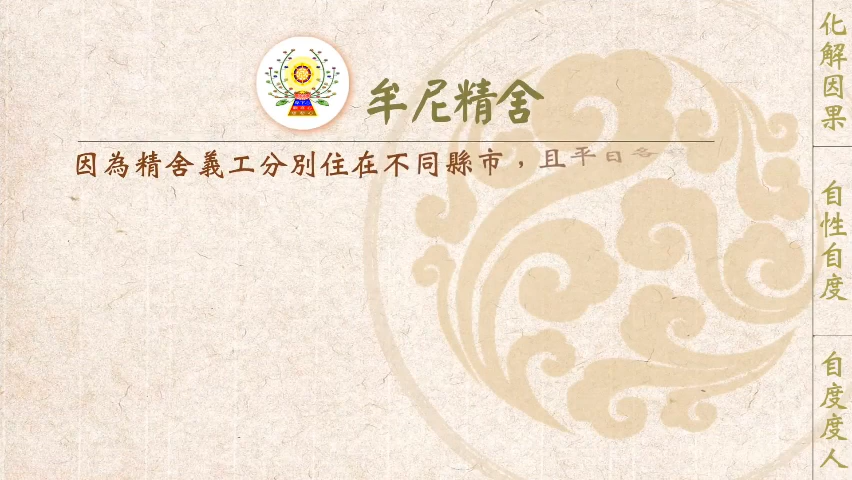 牟尼精舍
因為精舍義工分別住在不同縣市，且平日各
化解因果
自性自度
自度度人